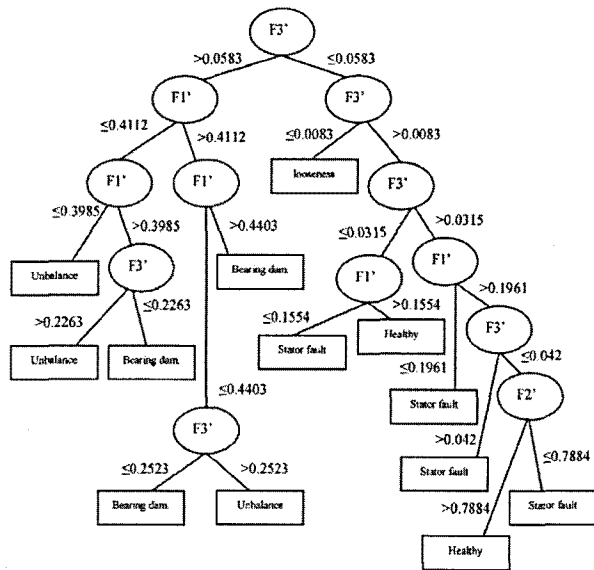 F3’
>0.0583
≤0.0583
F1’
F3’
≤0.4112
>0.4112
≤0.0083
>0.0083
F1’
F1’
looseness
F3’
≤0.3985
>0.3985
>0.4403
≤0.0315
>0.0315
Unbalance
F3’
Bearing dam.
F1’
F1’
>0.2263
≤0.2263
≤0.1554
>0.1554
>0.1961
Unbalance
Bearing dam.
Stator fault
Healthy
F3’
≤0.4403
≤0.1961
≤0.042
F3’
Stator fault
F2’
≤0.2523
>0.2523
>0.042
≤0.7884
Bearing dam.
Unbalance
Stator fault
>0.7884
Stator fault
Healthy